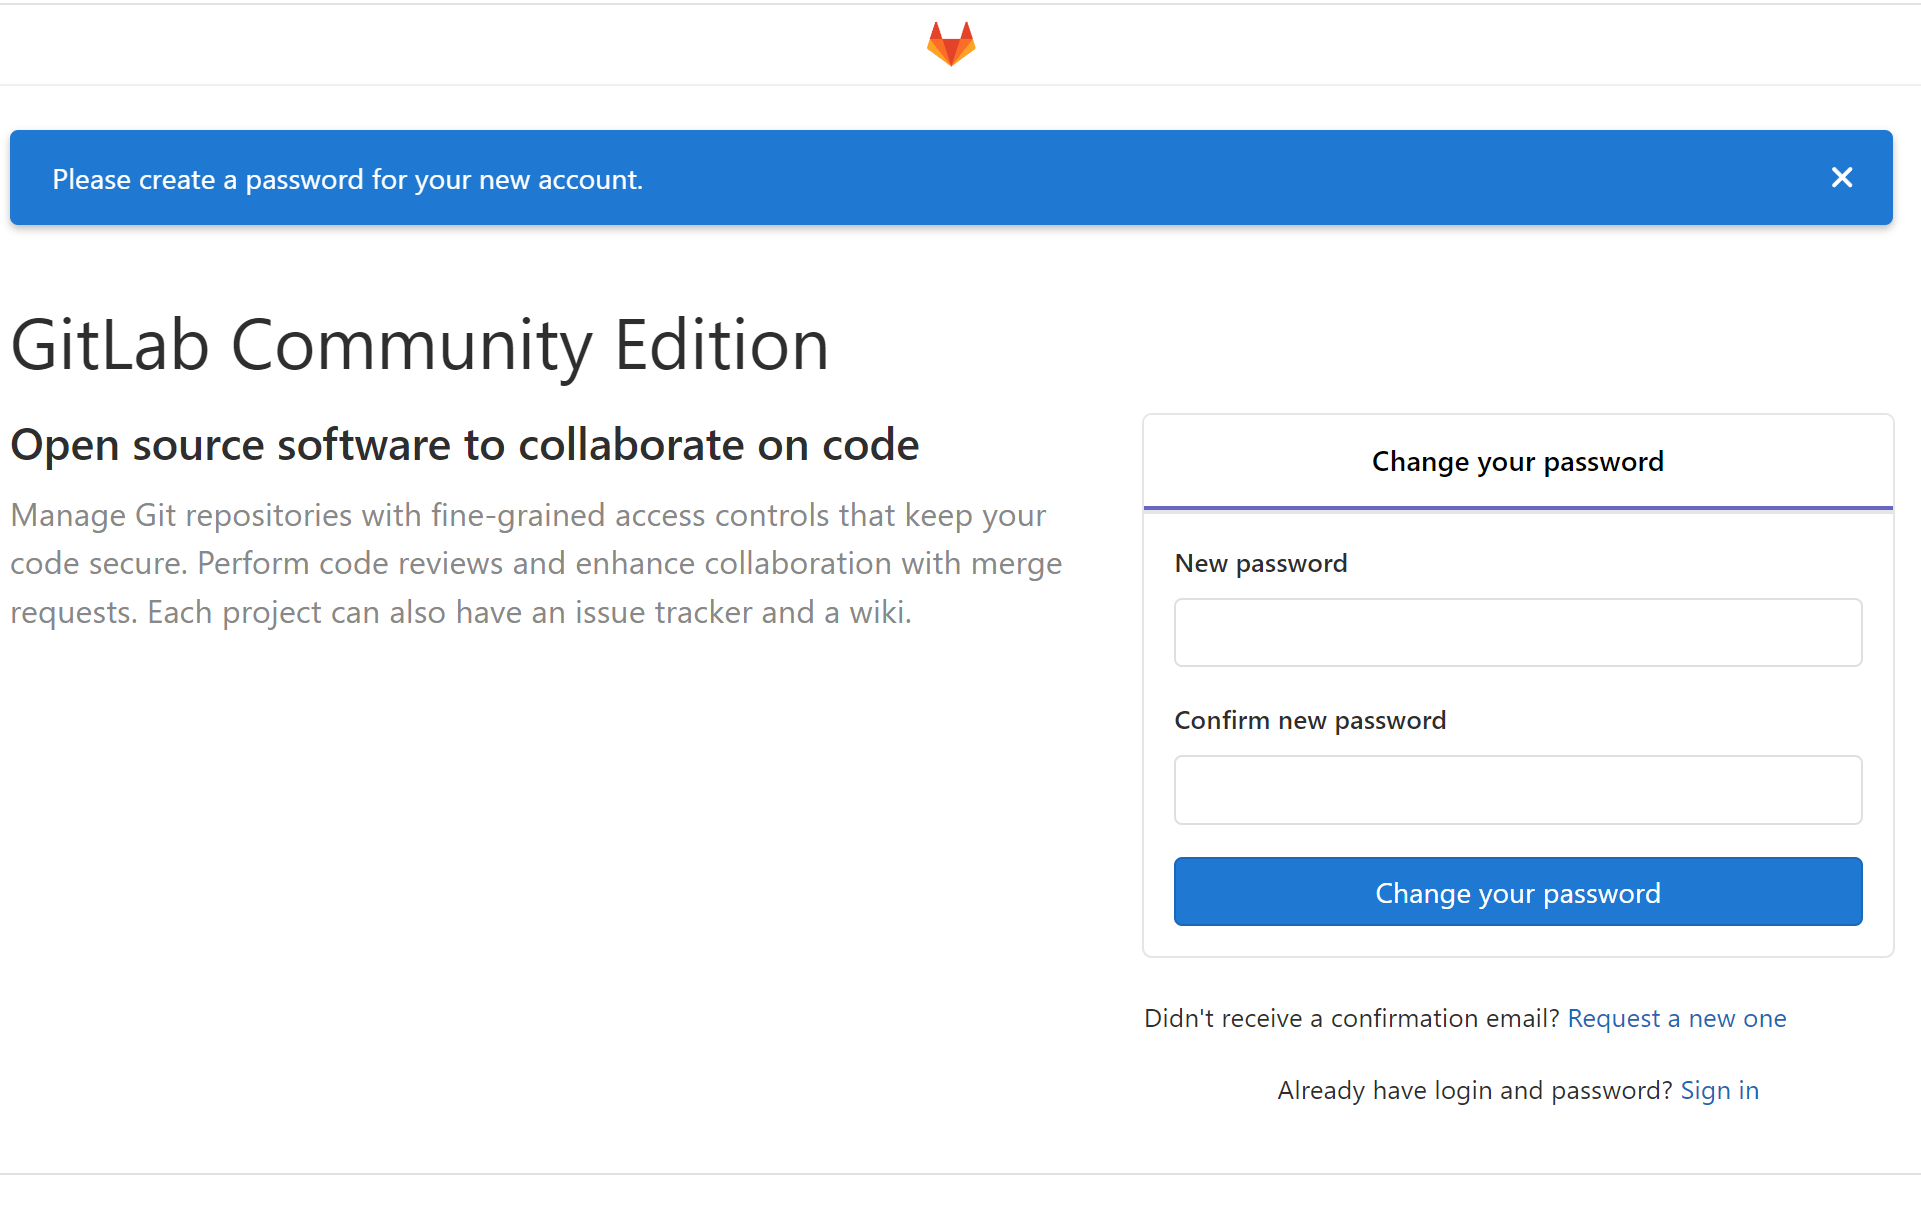 Please create a password for your new account.
GitLab Community Edition
Open source software to collaborate on code
Manage Git repositories with fine-grained access controls that keep your
code secure. Perform code reviews and enhance collaboration with merge
requests. Each project can also have an issue tracker and a wiki.
Change your password
New password
Confirm new password
Change your password
Didn't receive a confirmation email? Request a new one
Already have login and password? Sign in